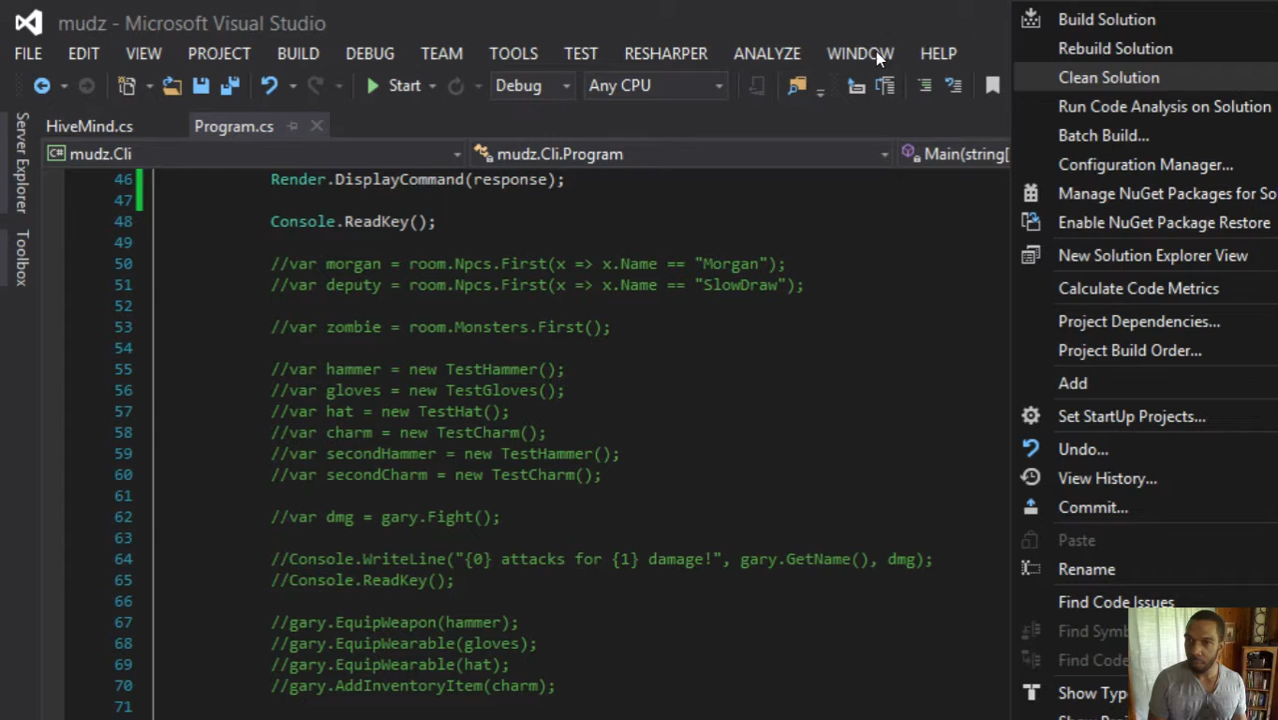 mudz - Microsoft Visual Studio
FILE EDIT VIEW PROJECT BUILD DEBUG TEAM TOOLS TEST RESHARPER ANALYZE WINDOW HELP
Start Debug Any CPU
HiveMind.cs Program.cs
C# mudz.Cli mudz.Cli.Program Main(string[
Server Explorer
Toolbox
46 Render.DisplayCommand(response);
47
48 Console.ReadKey();
49
50 //var morgan = room.Npcs.First(x => x.Name == "Morgan");
51 //var deputy = room.Npcs.First(x => x.Name == "SlowDraw");
52
53 //var zombie = room.Monsters.First();
54
55 //var hammer = new TestHammer();
56 //var gloves = new TestGloves();
57 //var hat = new TestHat();
58 //var charm = new TestCharm();
59 //var secondHammer = new TestHammer();
60 //var secondCharm = new TestCharm();
61
62 //var dmg = gary.Fight();
63
64 //Console.WriteLine("{0} attacks for {1} damage!", gary.GetName(), dmg);
65 //Console.ReadKey();
66
67 //gary.EquipWeapon(hammer);
68 //gary.EquipWearable(gloves);
69 //gary.EquipWearable(hat);
70 //gary.AddInventoryItem(charm);
71
Build Solution
Rebuild Solution
Clean Solution
Run Code Analysis on Solution
Batch Build...
Configuration Manager...
Manage NuGet Packages for So
Enable NuGet Package Restore
New Solution Explorer View
Calculate Code Metrics
Project Dependencies...
Project Build Order...
Add
Set StartUp Projects...
Undo...
View History...
Commit...
Paste
Rename
Find Code Issues
Find Symb
Find Cod
Show Typ